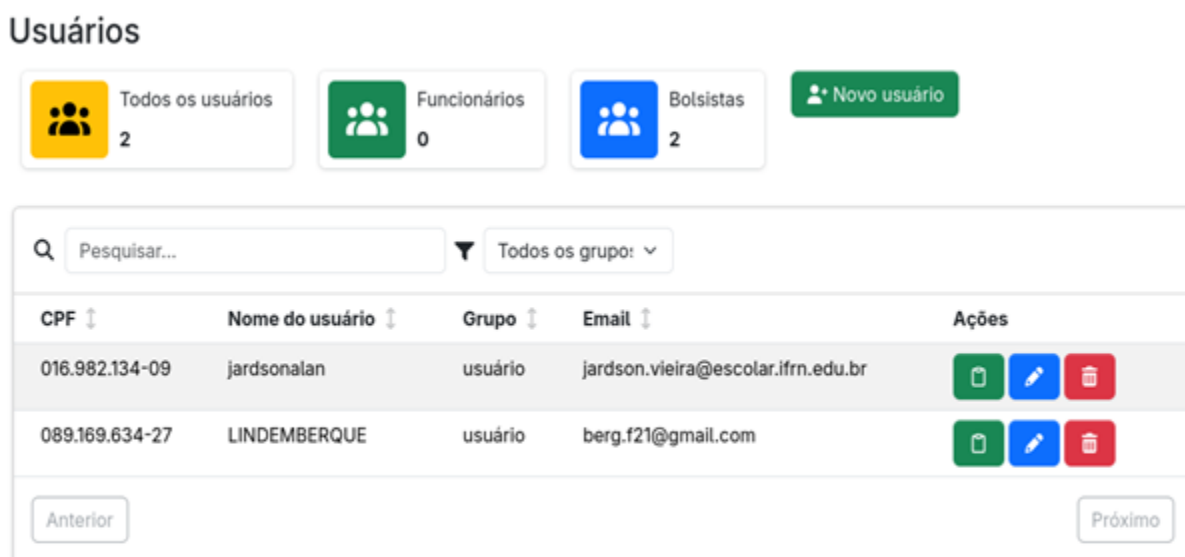 Usuários
Todos os usuários
2
Funcionários
0
Bolsistas
2
Novo usuário
Pesquisar...
Todos os grupo
CPF Nome do usuário Grupo Email Ações
016.982.134-09 jardsonalan usuário jardson.vieira@escolar.ifrn.edu.br
089.169.634-27 LINDEMBERQUE usuário berg.f21@gmail.com
Anterior Próximo